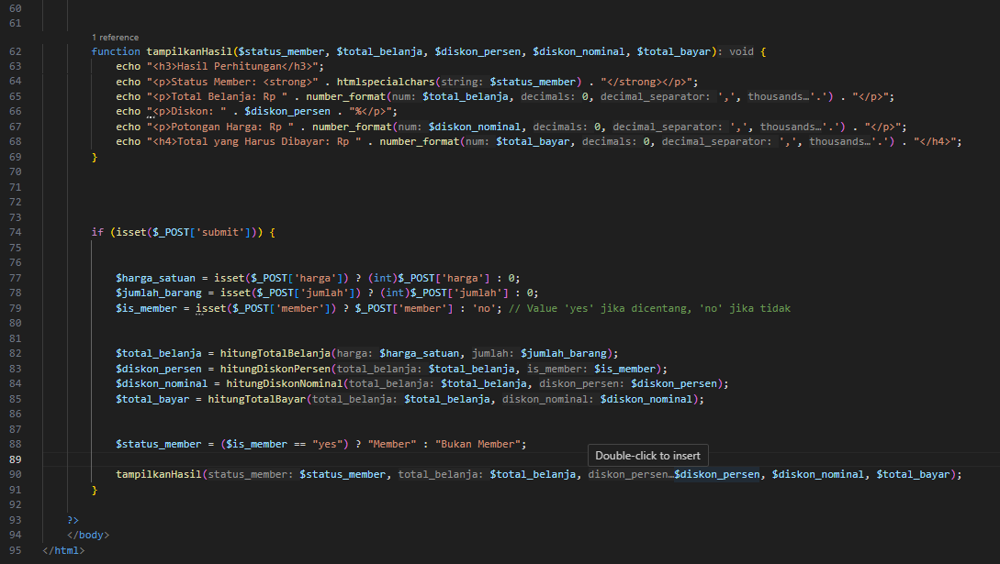 60
61
1 reference
62 function tampilkanHasil($status_member, $total_belanja, $diskon_persen, $diskon_nominal, $total_bayar): void {
63 echo "<h3>Hasil Perhitungan</h3>";
64 echo "<p>Status Member: <strong>" . htmlspecialchars(string: $status_member) . "</strong></p>";
65 echo "<p>Total Belanja: Rp " . number_format(num: $total_belanja, decimals: 0, decimal_separator: ',', thousands…'.') . "</p>";
66 echo "<p>Diskon: " . $diskon_persen . "%</p>";
67 echo "<p>Potongan Harga: Rp " . number_format(num: $diskon_nominal, decimals: 0, decimal_separator: ',', thousands…'.') . "</p>";
68 echo "<h4>Total yang Harus Dibayar: Rp " . number_format(num: $total_bayar, decimals: 0, decimal_separator: ',', thousands…'.') . "</h4>";
69 }
70
71
72
73
74 if (isset($_POST['submit'])) {
75
76
77 $harga_satuan = isset($_POST['harga']) ? (int)$_POST['harga'] : 0;
78 $jumlah_barang = isset($_POST['jumlah']) ? (int)$_POST['jumlah'] : 0;
79 $is_member = isset($_POST['member']) ? $_POST['member'] : 'no'; // Value 'yes' jika dicentang, 'no' jika tidak
80
81
82 $total_belanja = hitungTotalBelanja(harga: $harga_satuan, jumlah: $jumlah_barang);
83 $diskon_persen = hitungDiskonPersen(total_belanja: $total_belanja, is_member: $is_member);
84 $diskon_nominal = hitungDiskonNominal(total_belanja: $total_belanja, diskon_persen: $diskon_persen);
85 $total_bayar = hitungTotalBayar(total_belanja: $total_belanja, diskon_nominal: $diskon_nominal);
86
87
88 $status_member = ($is_member == "yes") ? "Member" : "Bukan Member";
Double-click to insert
89
90 tampilkanHasil(status_member: $status_member, total_belanja: $total_belanja, diskon_persen…$diskon_persen, $diskon_nominal, $total_bayar);
91 }
92
93 ?>
94 </body>
95 </html>